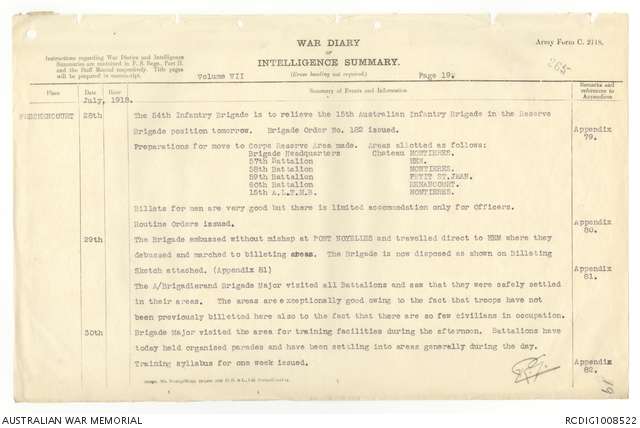 WAR DIARY
or
INTELLIGENCE SUMMARY.
(Erase heading not required.)
Army Form C. 2118.
Instructions regarding War Diaries and Intelligence
Summaries are contained in F. S. Regs., Part II.
and the Staff Manual respectively. Title pages
will be prepared in manuscript.
Volume VII
Page 19.
265
Place
Date
Hour
Summary of Events and Information
Remarks and
references to
Appendices
July, 1918.
28th
The 54th Infantry Brigade is to relieve the 15th Australian Infantry Brigade in the Reserve
Brigade position tomorrow. Brigade Order No. 182 issued.
Appendix
79.
Preparations for move to Corps Reserve Area made. Areas allotted as follows:
Brigade Headquarters Chateau MONTIERES.
57th Battalion HEM.
58th Battalion MONTIERES.
59th Battalion PETIT ST.JEAN.
60th Battalion RENANCOURT.
15th A.L.T.M.B. MONTIERES.
Billets for men are very good but there is limited accommodation only for Officers.
Routine Orders issued.
Appendix
80.
29th
The Brigade embussed without mishap at PONT NOYELLES and travelled direct to HEM where they
debussed and marched to billeting areas. The Brigade is now disposed as shown on Billeting
Sketch attached. (Appendix 81)
Appendix
81.
The A/Brigadierand Brigade Major visited all Battalions and saw that they were safely settled
in their areas. The areas are exceptionally good owing to the fact that troops have not
been previously billetted here also to the fact that there are so few civilians in occupation.
30th
Brigade Major visited the area for training facilities during the afternoon. Battalions have
today held organised parades and have been settling into areas generally during the day.
Training syllabus for one week issued.
Appendix
82.
19
AUSTRALIAN WAR MEMORIAL
RCDIG1008522